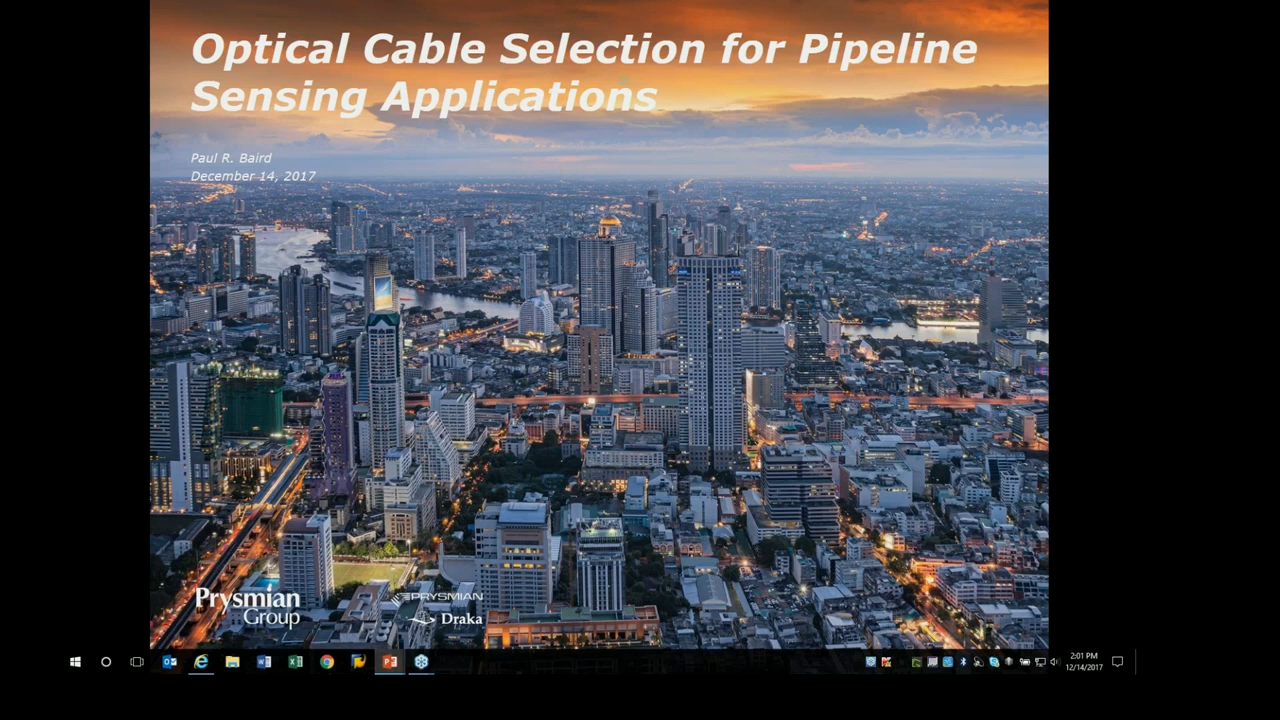 Optical Cable Selection for Pipeline
Sensing Applications
Paul R. Baird
December 14, 2017
Prysmian
Group
PRYSMIAN
Draka
2:01 PM
12/14/2017